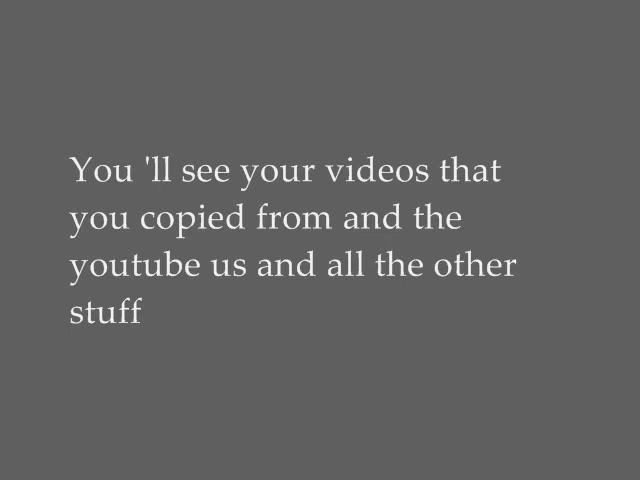 You 'll see your videos that
you copied from and the
youtube us and all the other
stuff